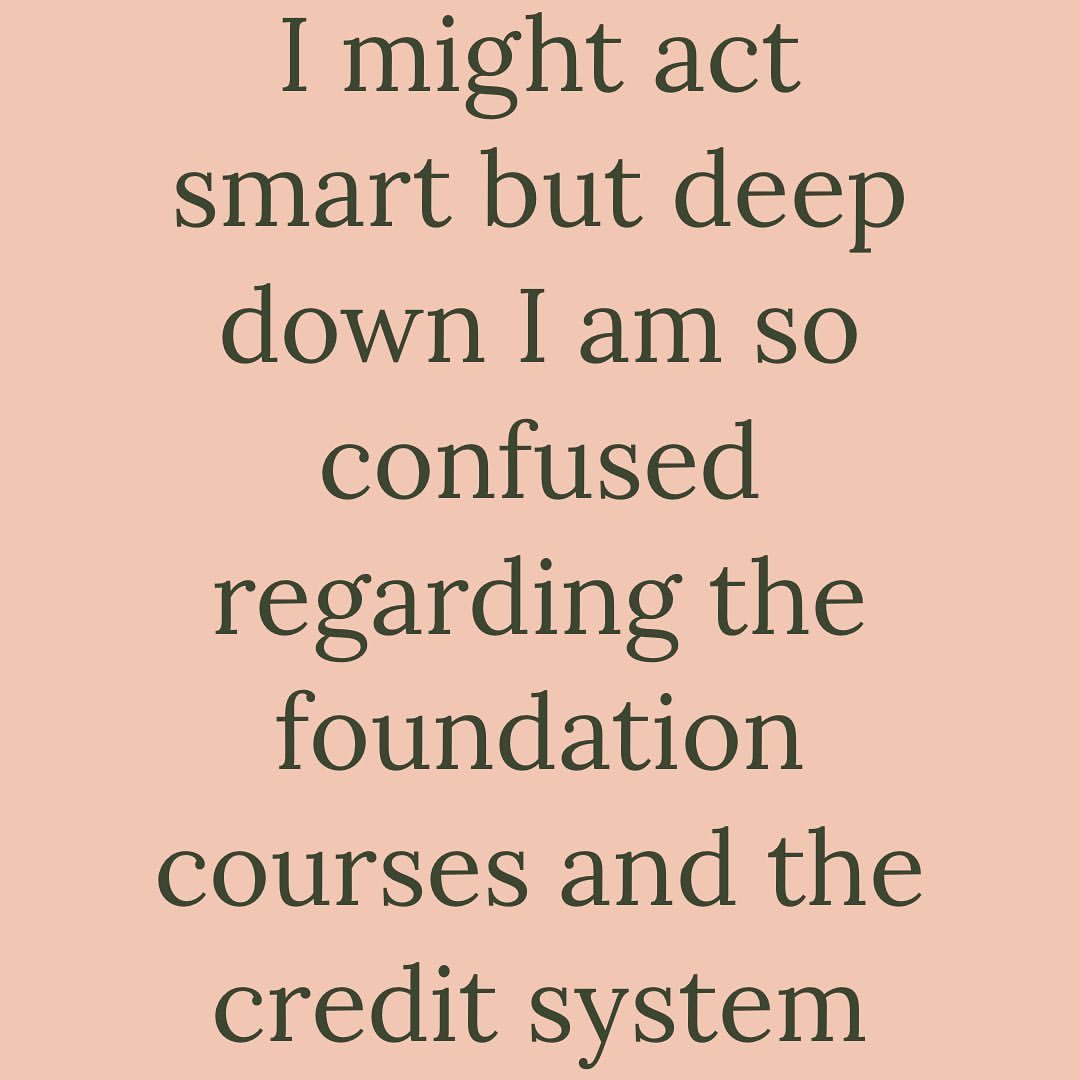 I might act
smart but deep
down I am so
confused
regarding the
foundation
courses and the
credit system